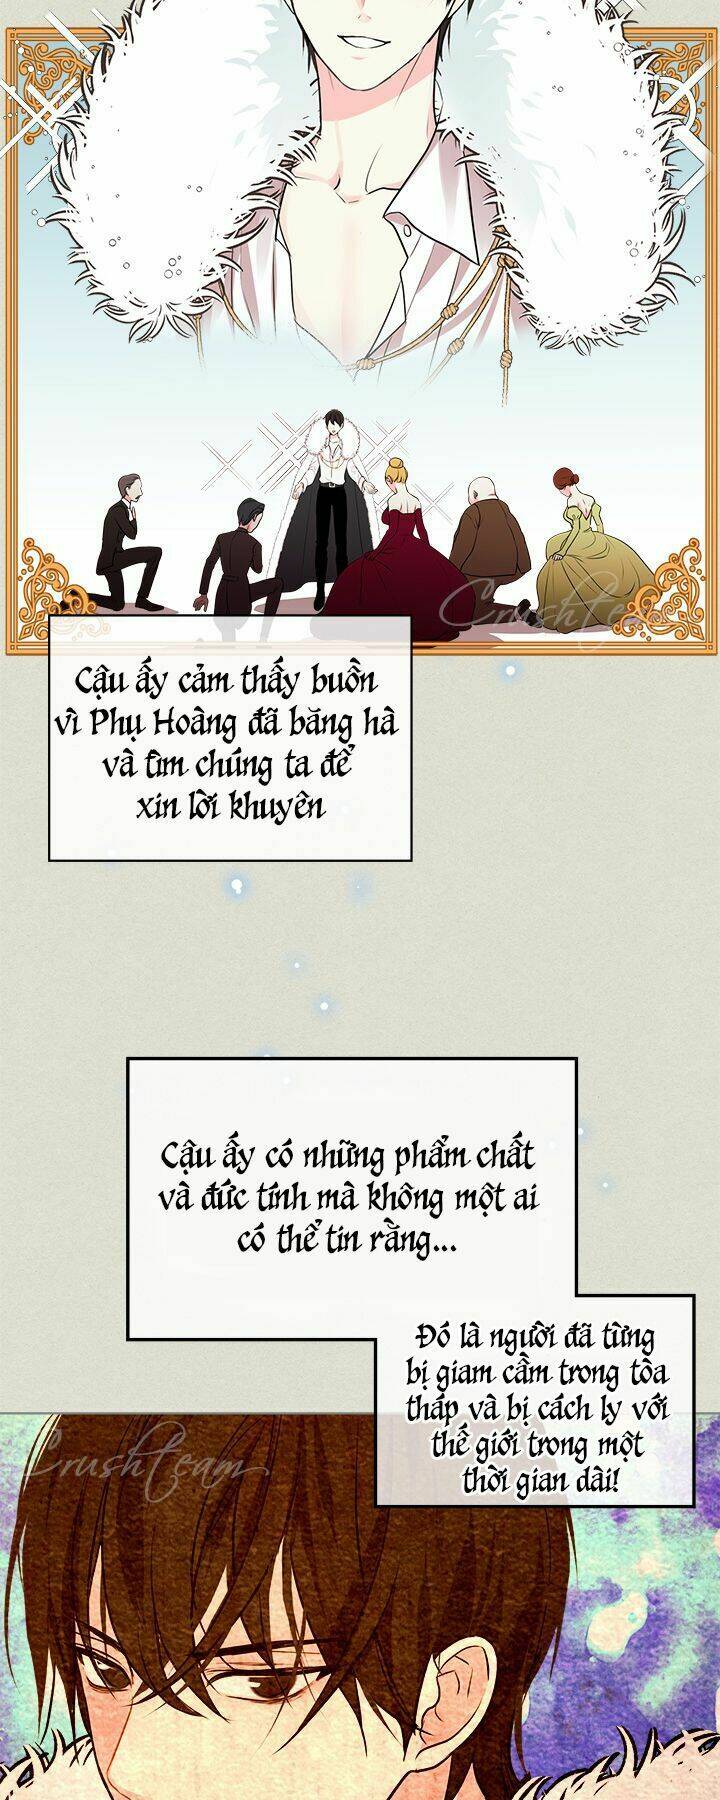 Crushteam
Cậu ấy cảm thấy buồn
vì Phụ Hoàng đã băng hà
và tìm chúng ta để
xin lời khuyên
Cậu ấy có những phẩm chất
và đức tính mà không một ai
có thể tin rằng...
Đó là người đã từng
bị giam cầm trong tòa
tháp và bị cách ly với
thế giới trong một
thời gian dài!
Crushteam